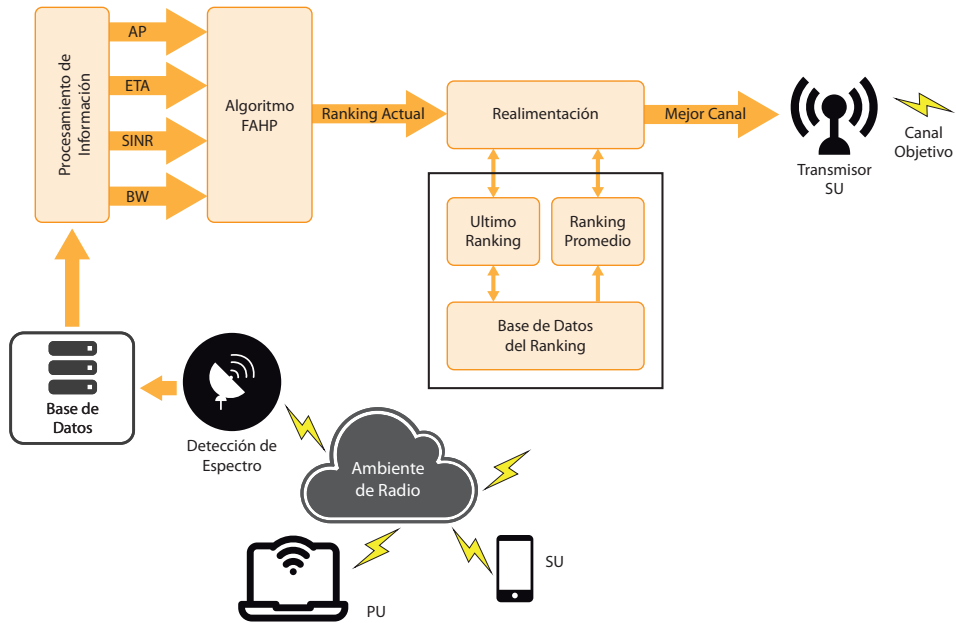 Procesamiento de
Información
AP
ETA
SINR
BW
Algoritmo
FAHP
Ranking Actual
Realimentación
Mejor Canal
Transmisor
SU
Canal
Objetivo
Ultimo
Ranking
Ranking
Promedio
Base de Datos
del Ranking
Base de
Datos
Detección de
Espectro
Ambiente
de Radio
PU
SU